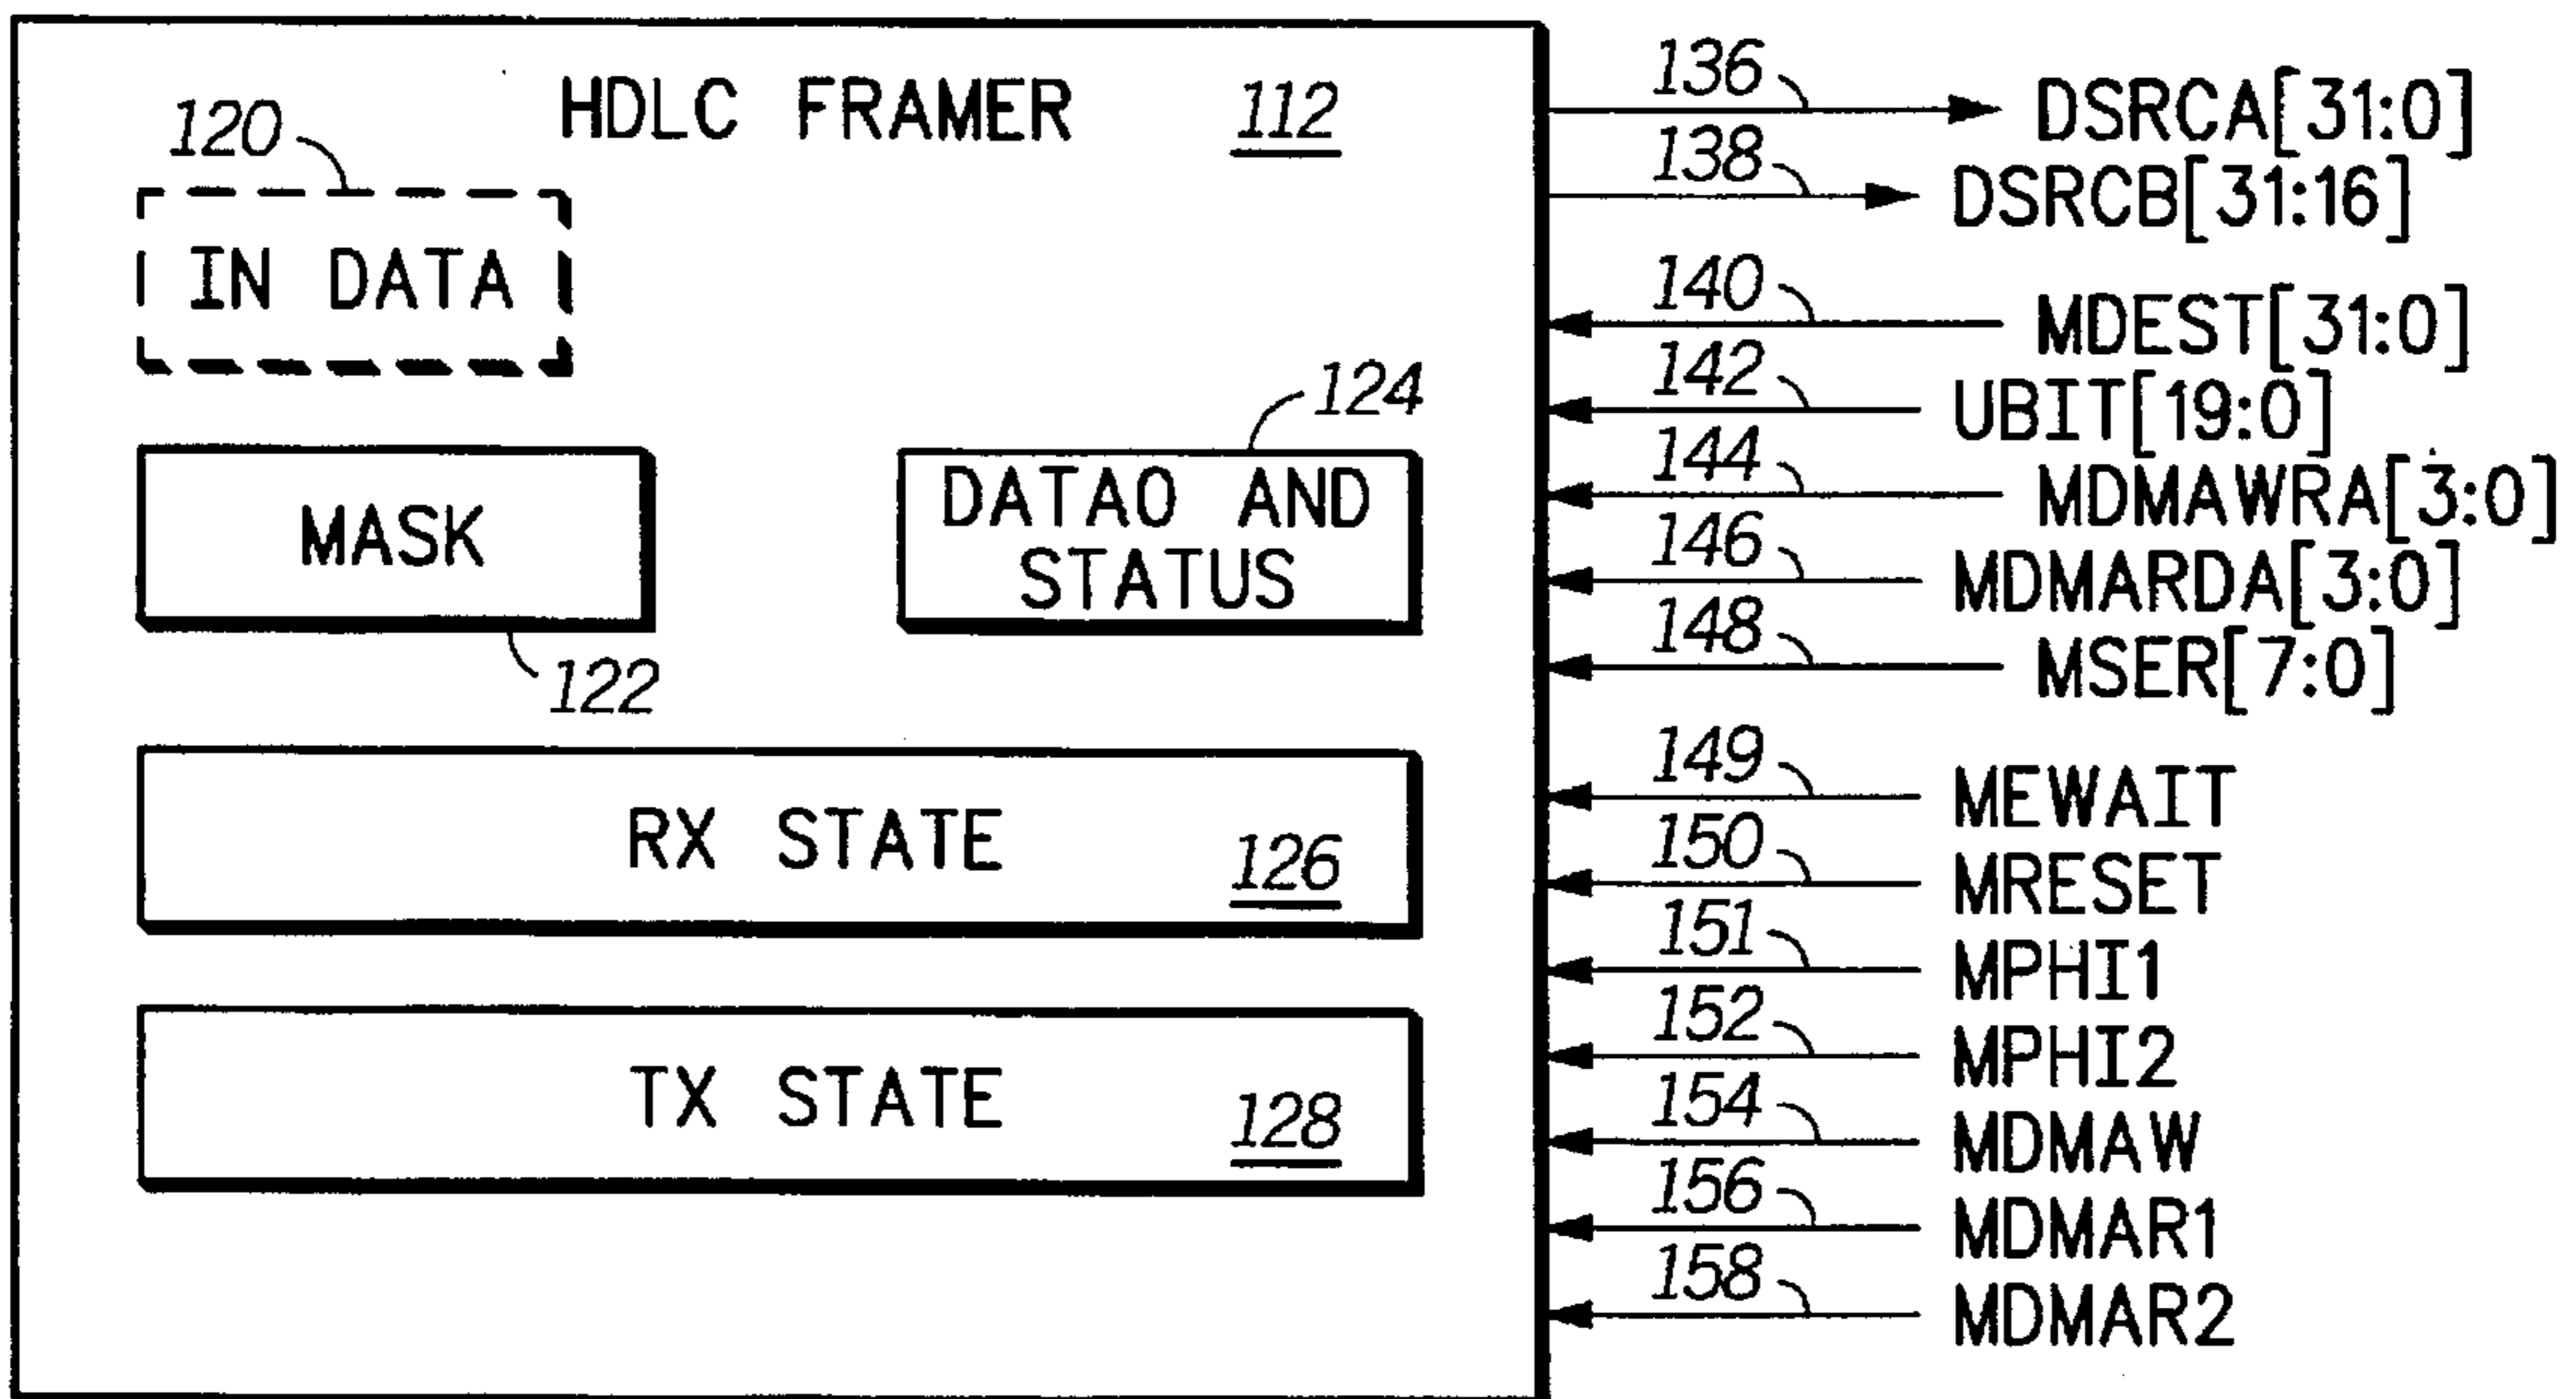 HDLC FRAMER 112
120
IN DATA
124
MASK
DATA0 AND
STATUS
122
RX STATE 126
TX STATE 128
136 DSRCA[31:0]
138 DSRCB[31:16]
140 MDEST[31:0]
142 UBIT[19:0]
144 MDMAWRA[3:0]
146 MDMARDA[3:0]
148 MSER[7:0]
149 MEWAIT
150 MRESET
151 MPHI1
152 MPHI2
154 MDMAW
156 MDMAR1
158 MDMAR2